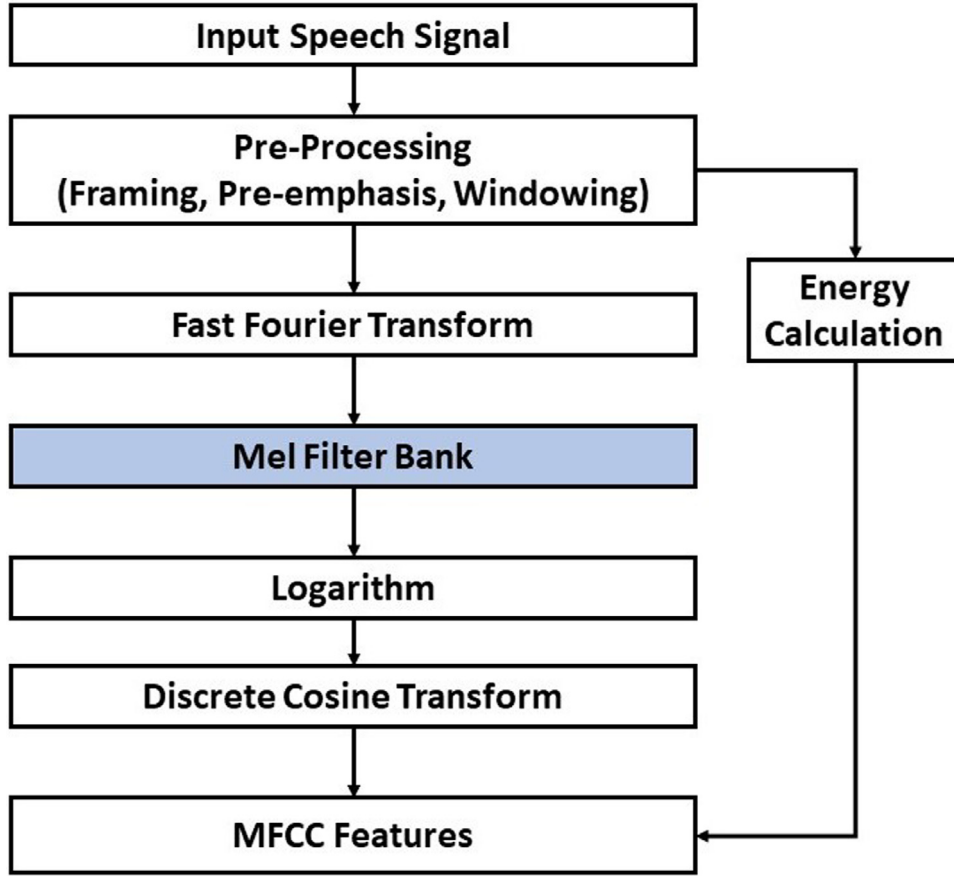 Input Speech Signal
Pre-Processing
(Framing, Pre-emphasis, Windowing)
Energy
Calculation
Fast Fourier Transform
Mel Filter Bank
Logarithm
Discrete Cosine Transform
MFCC Features